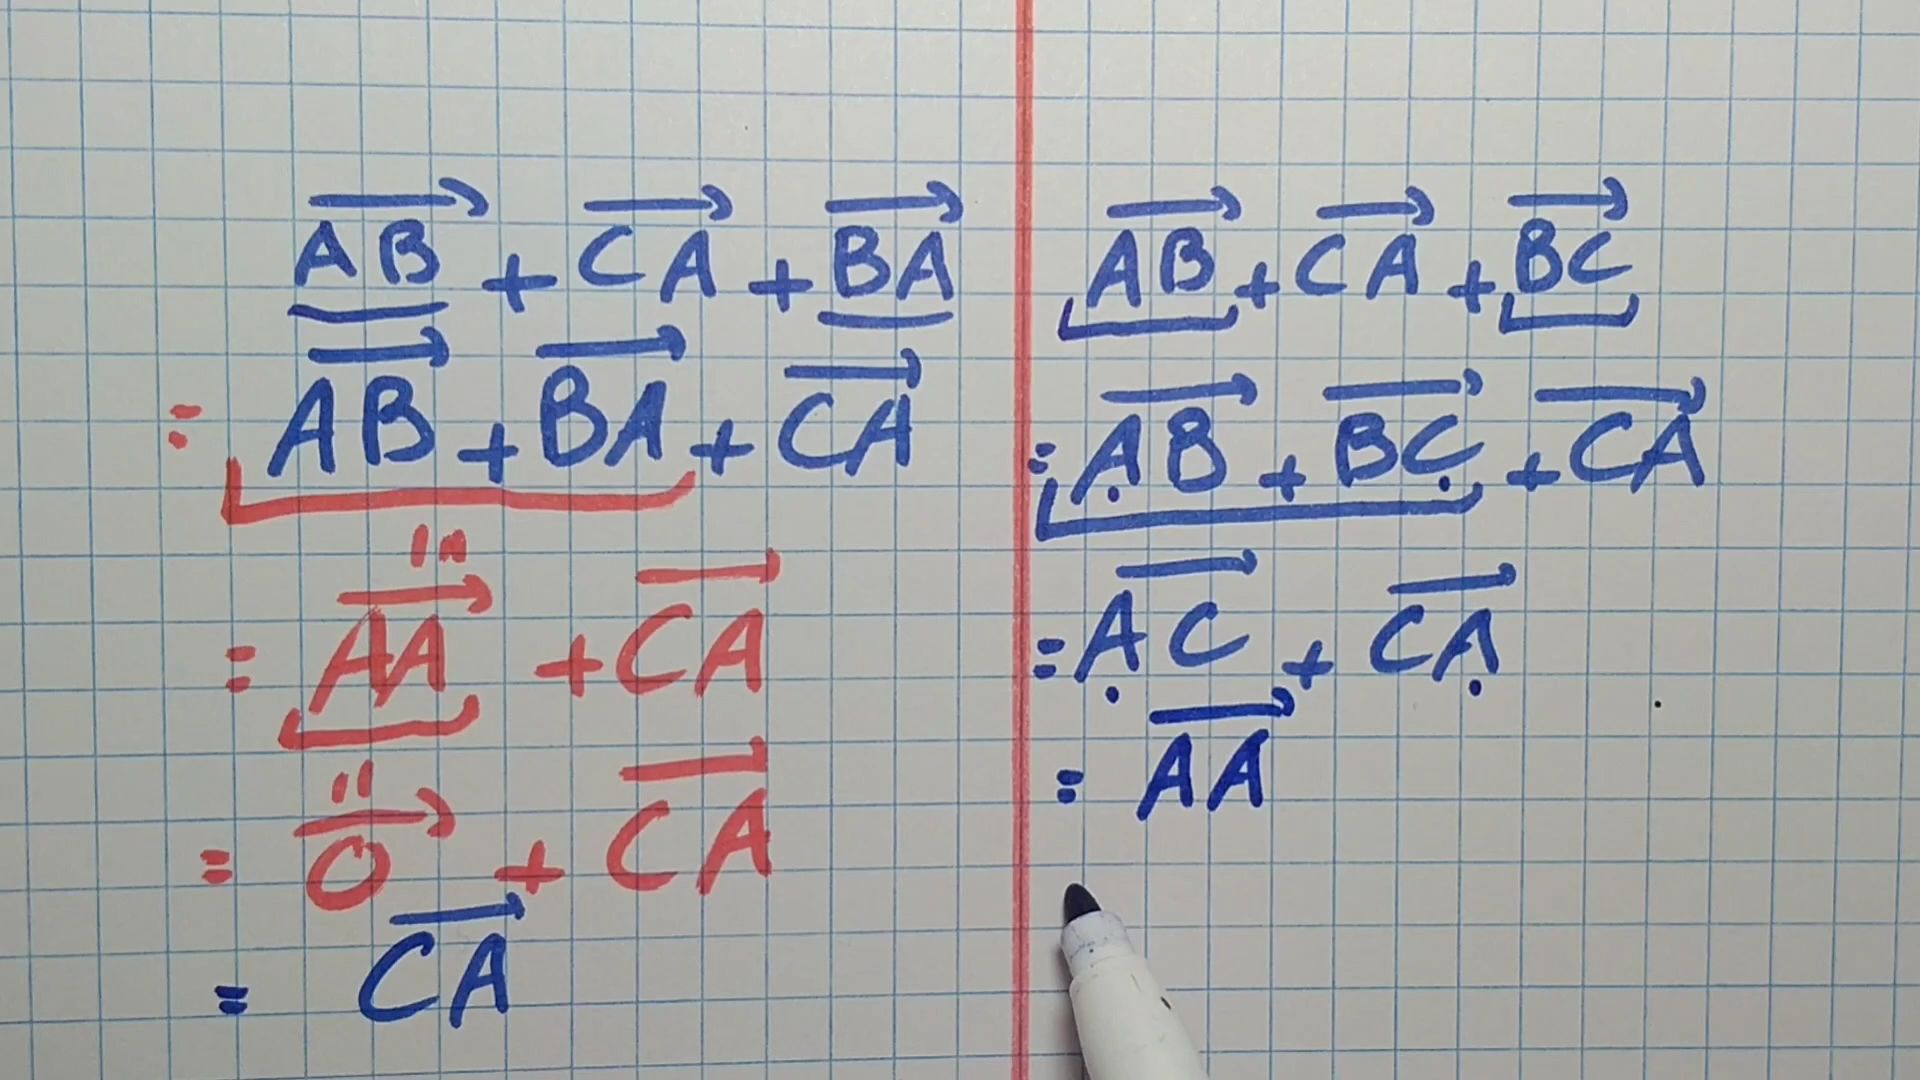 AB + CA + BA
= AB + BA + CA
= AA + CA
= 0 + CA
= CA
AB + CA + BC
= AB + BC + CA
= AC + CA
= AA